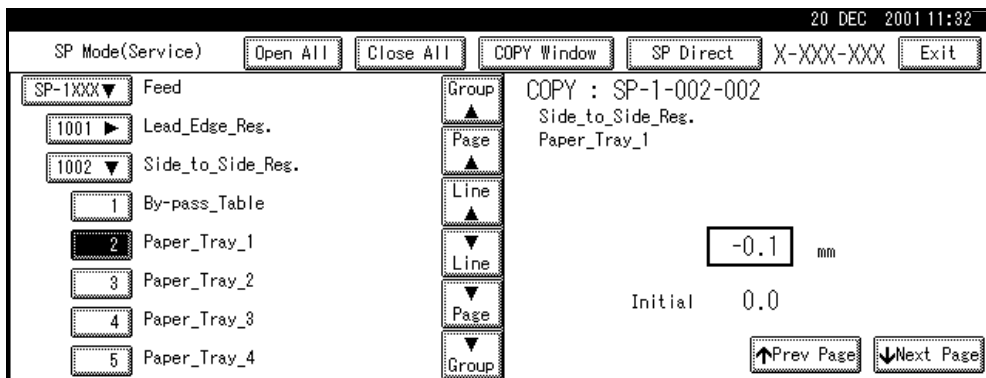 20 DEC 2001 11:32
SP Mode(Service) Open All Close All COPY Window SP Direct X-XXX-XXX Exit
SP-1XXX▼ Feed
1001 ▶ Lead_Edge_Reg.
1002 ▼ Side_to_Side_Reg.
1 By-pass_Table
2 Paper_Tray_1
3 Paper_Tray_2
4 Paper_Tray_3
5 Paper_Tray_4
Group
▲
Page
▲
Line
▲
▼
Line
▼
Page
▼
Group
COPY : SP-1-002-002
Side_to_Side_Reg.
Paper_Tray_1
-0.1 mm
Initial 0.0
↑Prev Page ↓Next Page